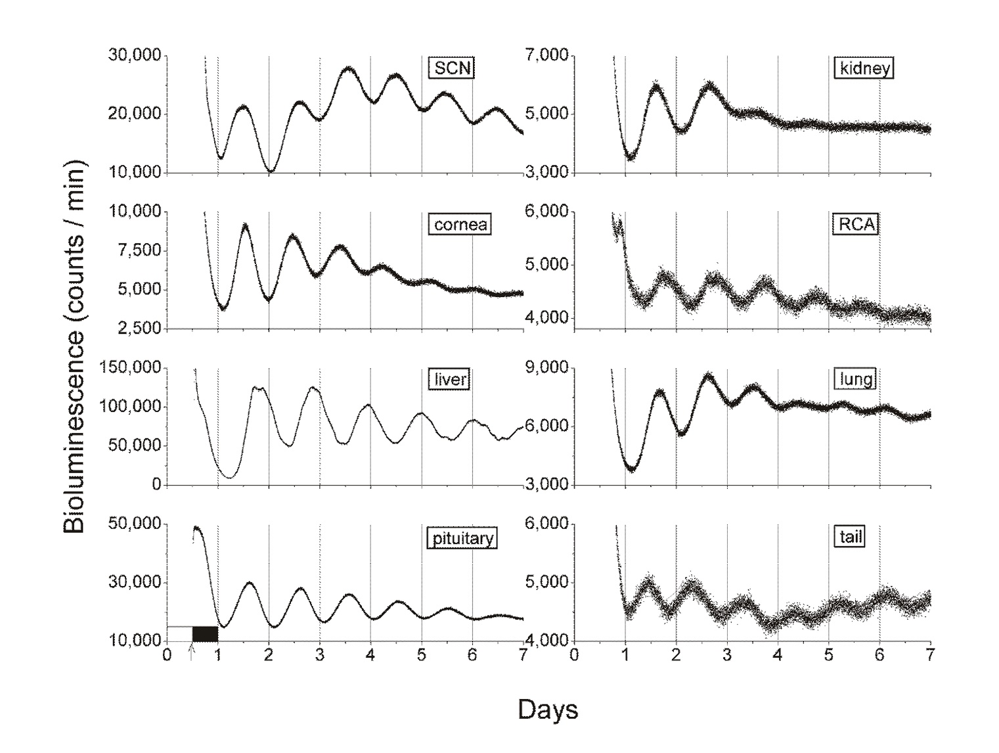 Bioluminescence (counts / min)
30,000
20,000
10,000
SCN
7,000
5,000
3,000
kidney
10,000
7,500
5,000
2,500
cornea
6,000
5,000
4,000
RCA
150,000
100,000
50,000
0
liver
9,000
6,000
3,000
lung
50,000
30,000
10,000
pituitary
6,000
5,000
4,000
tail
0 1 2 3 4 5 6 7
0 1 2 3 4 5 6 7
Days